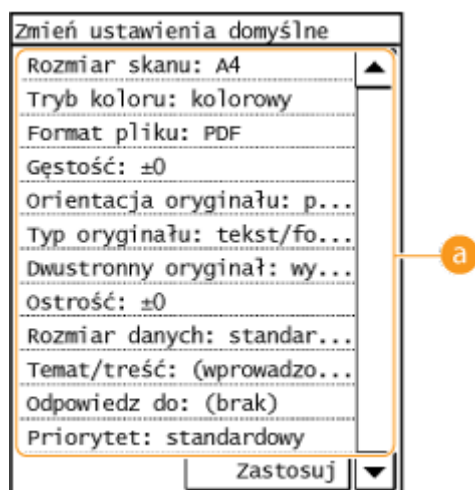 Zmień ustawienia domyślne
Rozmiar skanu: A4
Tryb koloru: kolorowy
Format pliku: PDF
Gęstość: ±0
Orientacja oryginału: p...
Typ oryginału: tekst/fo...
Dwustronny oryginał: wy...
Ostrość: ±0
Rozmiar danych: standar...
Temat/treść: (wprowadzo...
Odpowiedz do: (brak)
Priorytet: standardowy
Zastosuj
a